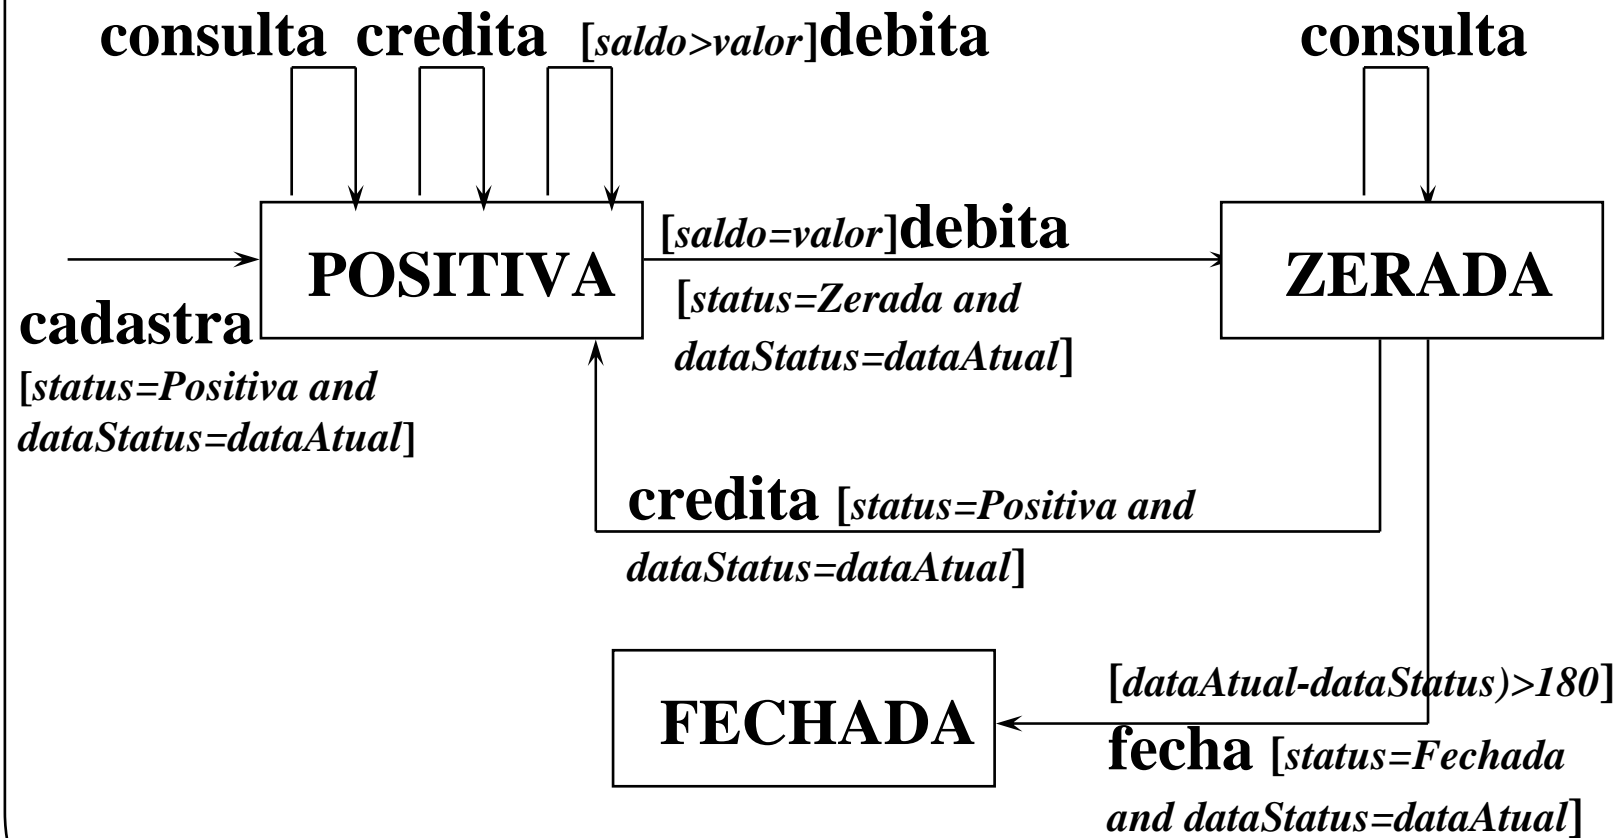 consulta credita [saldo>valor]debita consulta
[saldo=valor]debita
POSITIVA ZERADA
[status=Zerada and
cadastra
dataStatus=dataAtual]
[status=Positiva and
dataStatus=dataAtual]
credita [status=Positiva and
dataStatus=dataAtual]
[dataAtual-dataStatus)>180]
FECHADA
fecha [status=Fechada
and dataStatus=dataAtual]